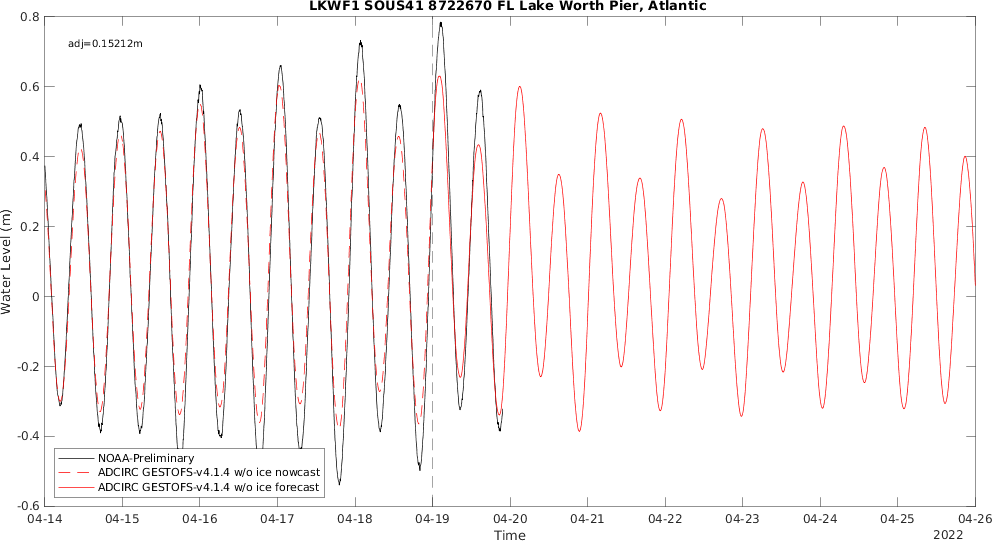 LKWF1 SOUS41 8722670 FL Lake Worth Pier, Atlantic
adj=0.15212m
0.8
0.6
0.4
0.2
0
-0.2
-0.4
-0.6
Water Level (m)
NOAA-Preliminary
ADCIRC GESTOFS-v4.1.4 w/o ice nowcast
ADCIRC GESTOFS-v4.1.4 w/o ice forecast
04-14 04-15 04-16 04-17 04-18 04-19 04-20 04-21 04-22 04-23 04-24 04-25 04-26
Time
2022